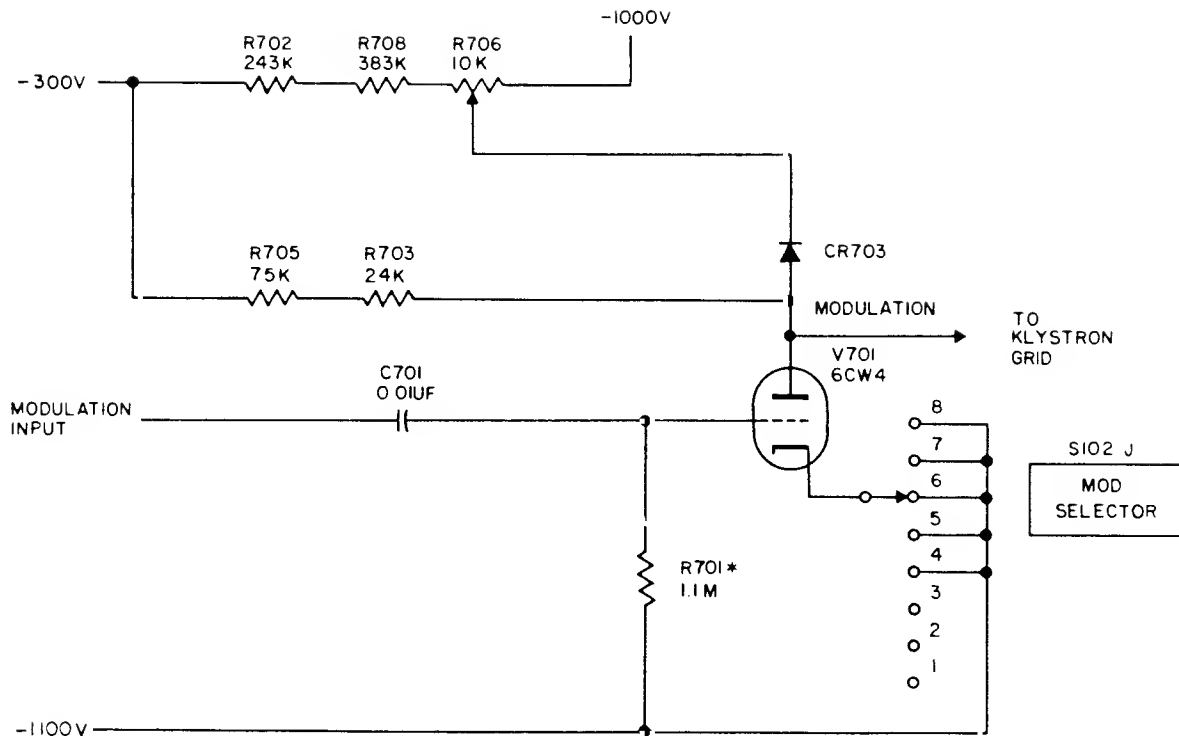 -1000V
R702
243K
R708
383K
R706
10K
-300V
R705
75K
R703
24K
CR703
MODULATION
TO
KLYSTRON
GRID
V701
6CW4
C701
0.01UF
MODULATION
INPUT
8
7
6
5
4
3
2
1
S102 J
MOD
SELECTOR
R701*
1.1M
-1100V